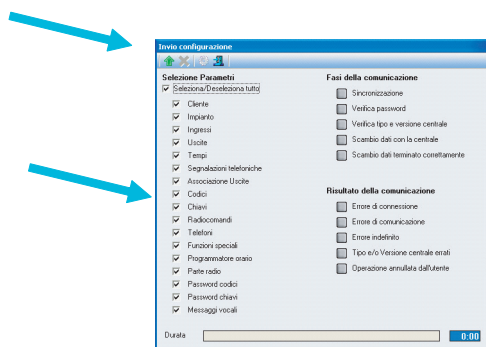 Invio configurazione
Selezione Parametri
Seleziona/Deseleziona tutto
Cliente
Impianto
Ingressi
Uscite
Tempi
Segnalazioni telefoniche
Associazione Uscite
Codici
Chiavi
Radiocomandi
Telefoni
Funzioni speciali
Programmatore orario
Parte radio
Password codici
Password chiavi
Messaggi vocali
Fasi della comunicazione
Sincronizzazione
Verifica password
Verifica tipo e versione centrale
Scambio dati con la centrale
Scambio dati terminato correttamente
Risultato della comunicazione
Errore di connessione
Errore di comunicazione
Errore indefinito
Tipo e/o Versione centrale errati
Operazione annullata dall'utente
Durata
0:00